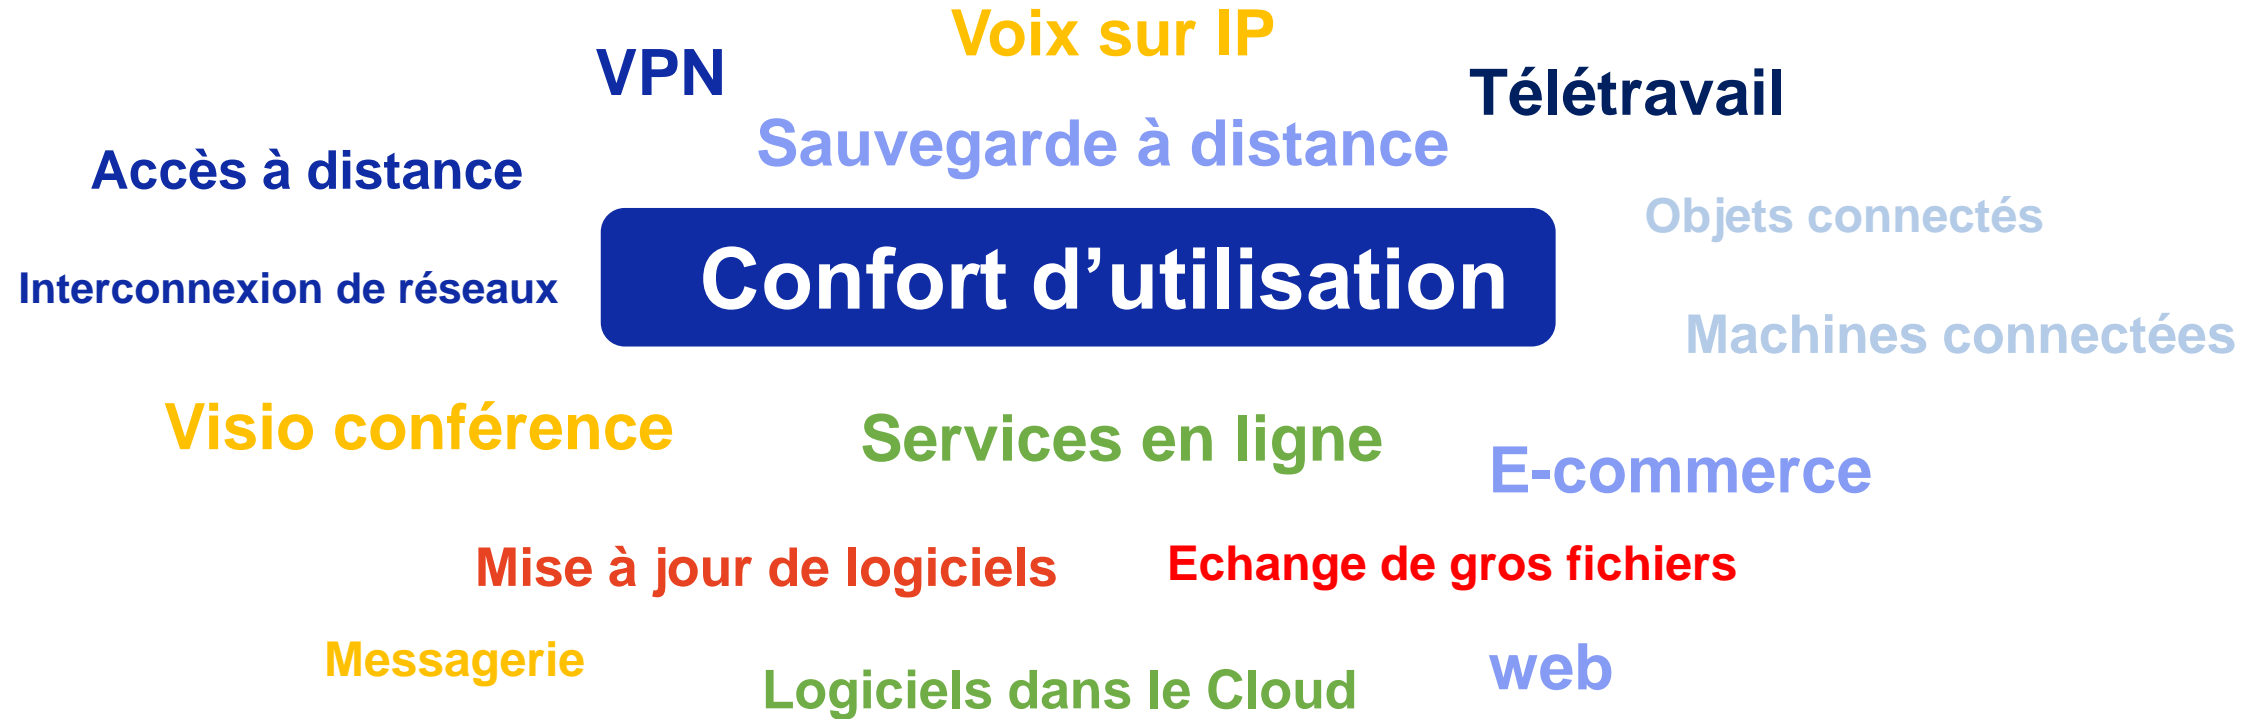 Voix sur IP
VPN
Télétravail
Sauvegarde à distance
Accès à distance
Objets connectés
Confort d’utilisation
Interconnexion de réseaux
Machines connectées
Visio conférence
Services en ligne
E-commerce
Mise à jour de logiciels
Echange de gros fichiers
Messagerie
web
Logiciels dans le Cloud